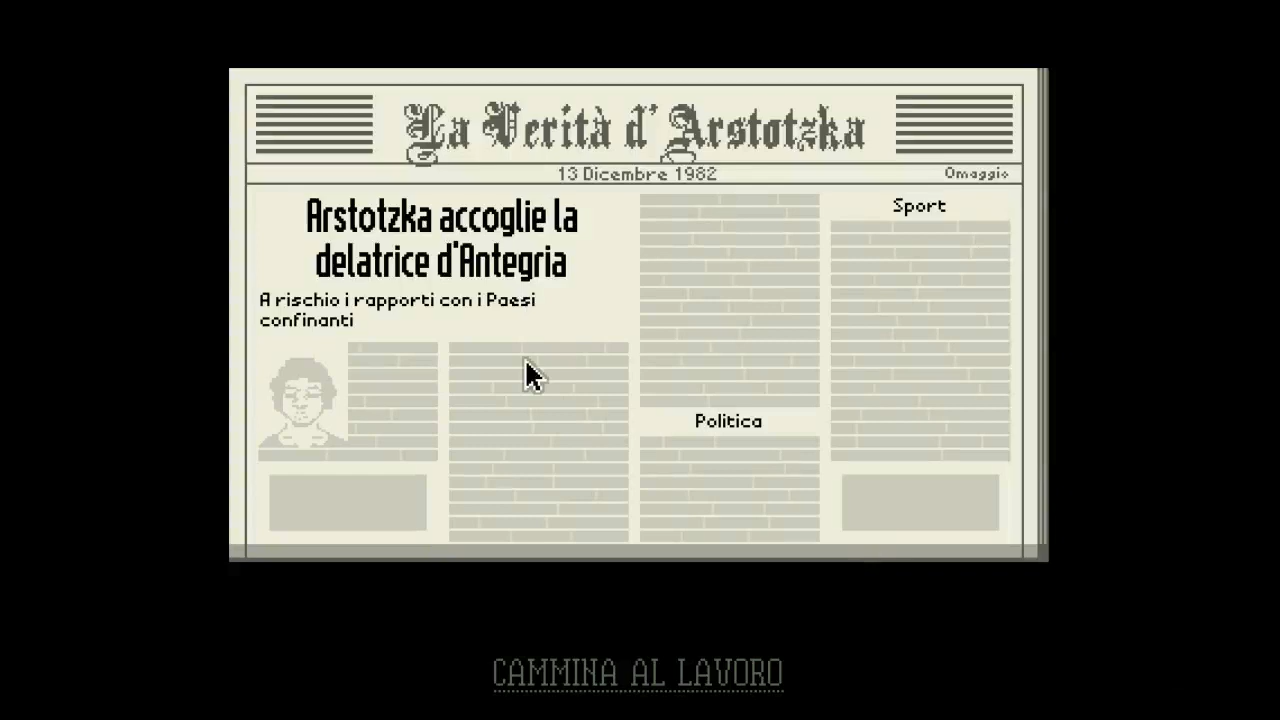 La Verità d'Arstotzka
13 Dicembre 1982
Omaggio
Arstotzka accoglie la
delatrice d'Antegria
A rischio i rapporti con i Paesi
confinanti
Politica
Sport
CAMMINA AL LAVORO